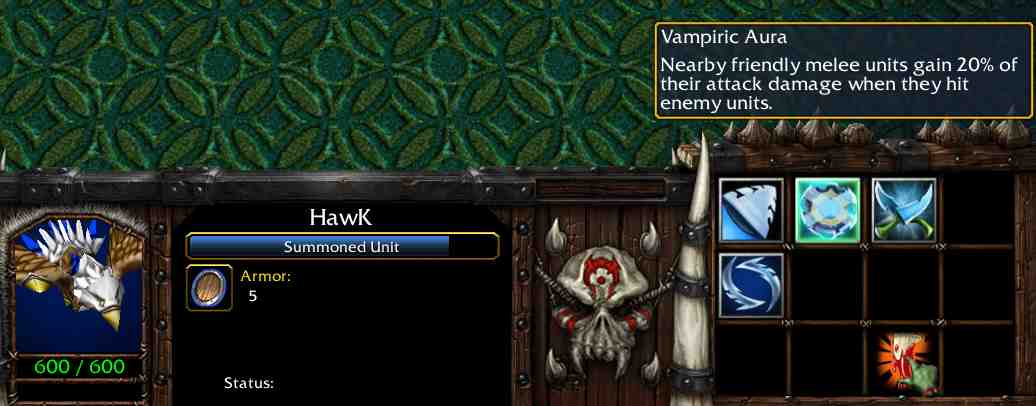 Vampiric Aura
Nearby friendly melee units gain 20% of
their attack damage when they hit
enemy units.
HawK
Summoned Unit
Armor:
5
600 / 600
Status: